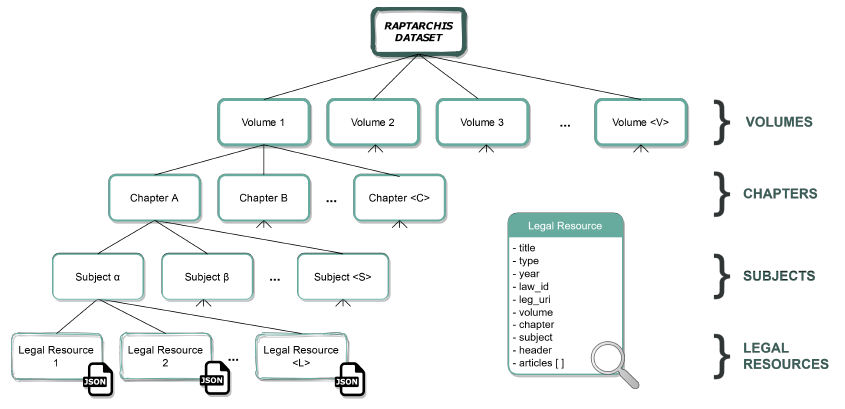 RAPTARCHIS
DATASET
Volume 1
Volume 2
Volume 3
...
Volume <V>
VOLUMES
Chapter A
Chapter B
...
Chapter <C>
CHAPTERS
Legal Resource
- title
- type
- year
- law_id
- leg_uri
- volume
- chapter
- subject
- header
- articles [ ]
Subject α
Subject β
...
Subject <S>
SUBJECTS
Legal Resource
1
JSON
Legal Resource
2
JSON
...
Legal Resource
<L>
JSON
LEGAL
RESOURCES